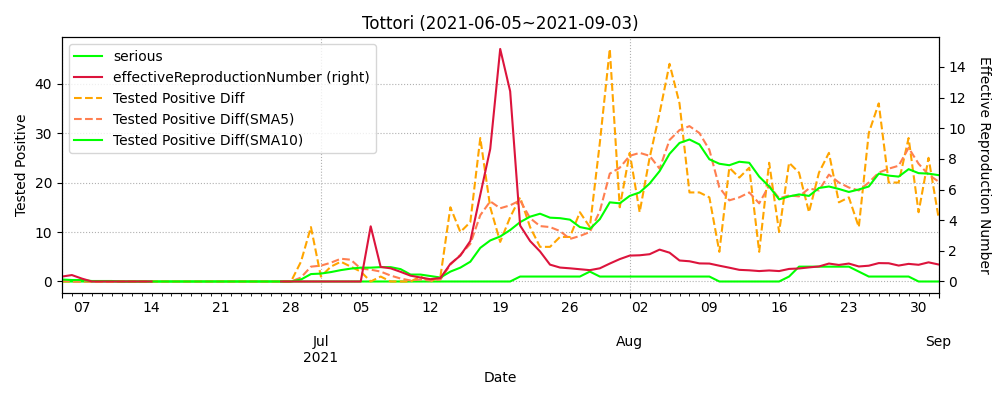 Tottori (2021-06-05~2021-09-03)
serious
effectiveReproductionNumber (right)
Tested Positive Diff
Tested Positive Diff(SMA5)
Tested Positive Diff(SMA10)
Tested Positive
40
30
20
10
0
14
12
10
8
6
4
2
0
Effective Reproduction Number
07 14 21 28 05 12 19 26 02 09 16 23 30
Jul Aug Sep
2021
Date